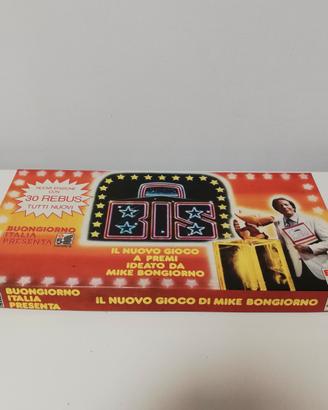 NUOVA EDIZIONE
CON
30 REBUS
TUTTI NUOVI
BIS
BUONGIORNO
ITALIA
PRESENTA
IL NUOVO GIOCO
A PREMI
IDEATO DA
MIKE BONGIORNO
BUONGIORNO
ITALIA
PRESENTA
IL NUOVO GIOCO DI MIKE BONGIORNO